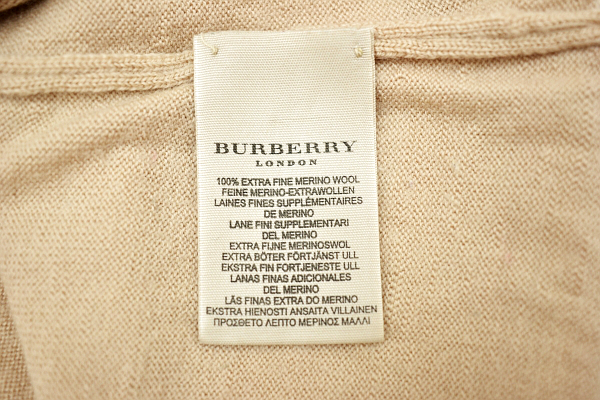 BURBERRY
LONDON
100% EXTRA FINE MERINO WOOL
FEINE MERINO-EXTRAWOLLEN
LAINES FINES SUPPLÉMENTAIRES
DE MERINO
LANE FINI SUPPLEMENTARI
DEL MERINO
EXTRA FIJNE MERINOSWOL
EXTRA BÖTER FÖRTJÄNST ULL
EKSTRA FIN FORTJENESTE ULL
LANAS FINAS ADICIONALES
DEL MERINO
LÃS FINAS EXTRA DO MERINO
EKSTRA HIENOSTI ANSAITA VILLAINEN
ΠΡΟΣΘΕΤΟ ΛΕΠΤΟ ΜΕΡΙΝΟΣ ΜΑΛΛΙ